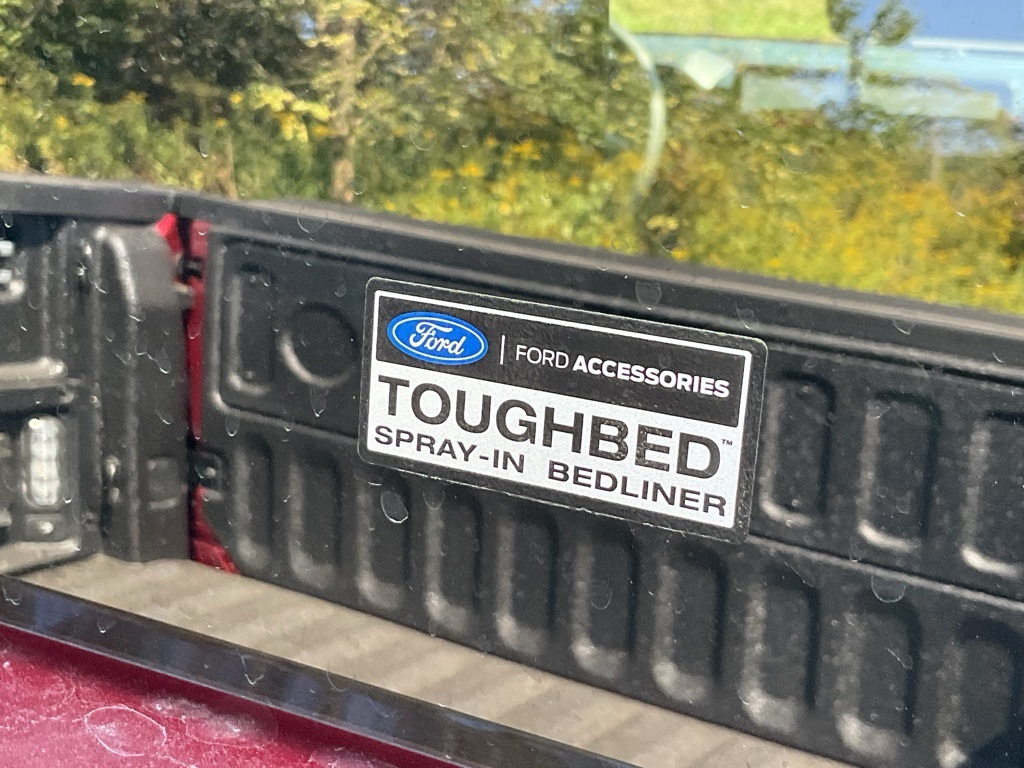 Ford | FORD ACCESSORIES
TOUGHBED™
SPRAY-IN BEDLINER